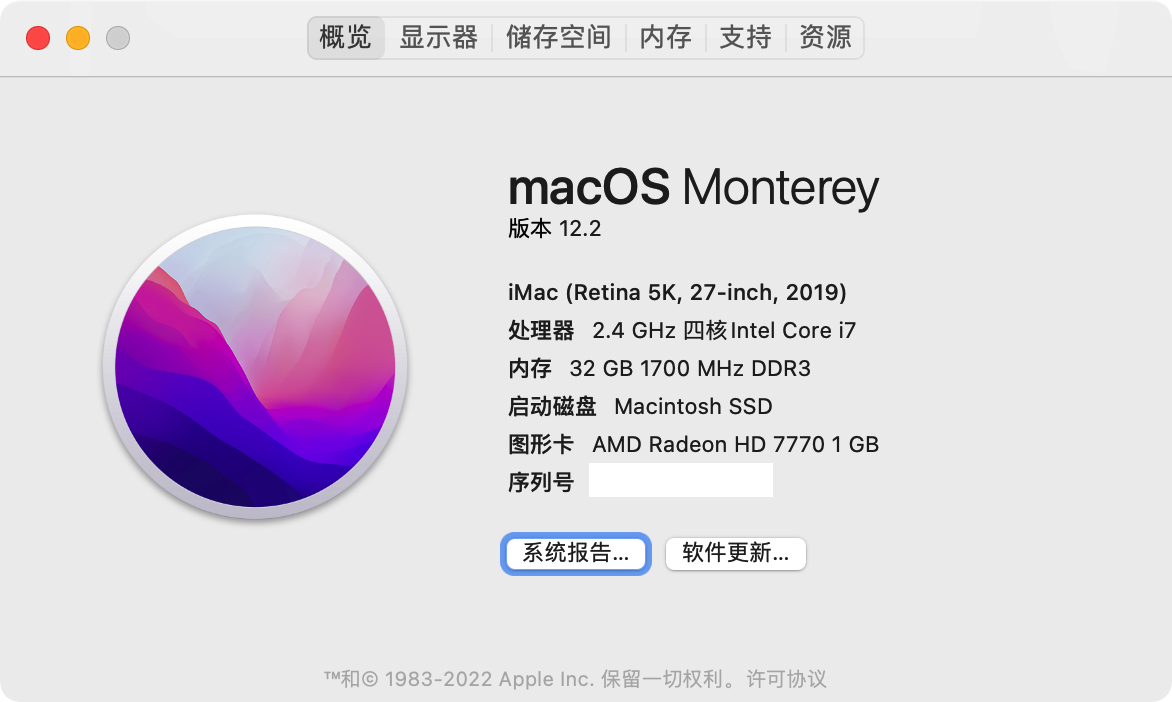 概览 显示器 储存空间 内存 支持 资源
macOS Monterey
版本 12.2
iMac (Retina 5K, 27-inch, 2019)
处理器 2.4 GHz 四核Intel Core i7
内存 32 GB 1700 MHz DDR3
启动磁盘 Macintosh SSD
图形卡 AMD Radeon HD 7770 1 GB
序列号
系统报告... 软件更新...
™和© 1983-2022 Apple Inc. 保留一切权利。许可协议